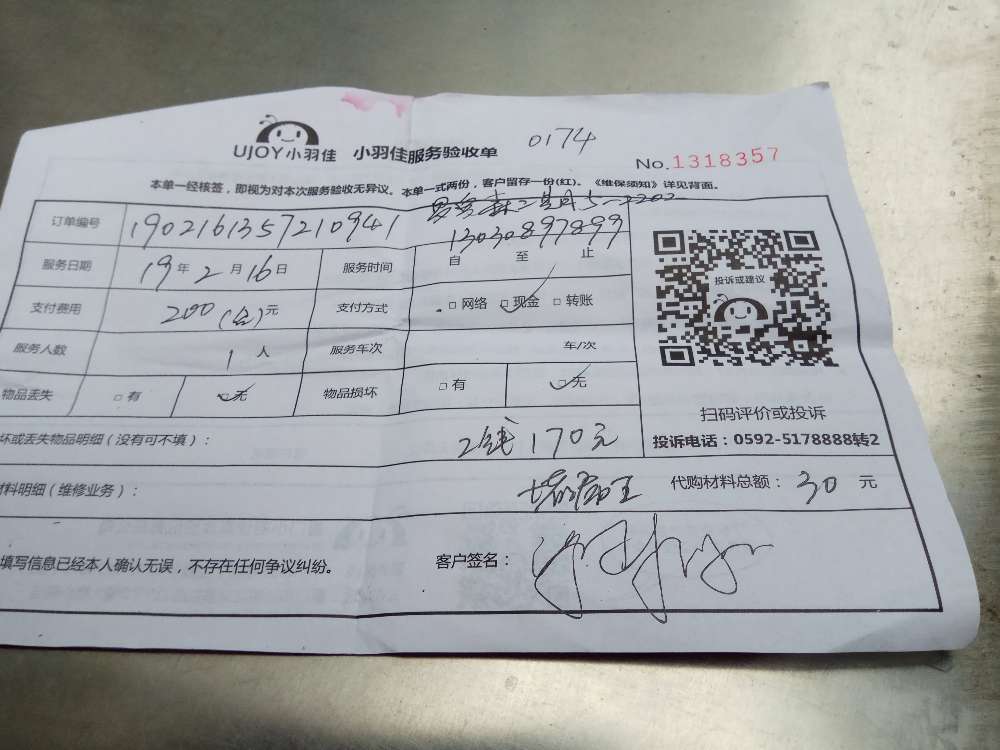 UJOY小羽佳 小羽佳服务验收单 0174
No.1318357
本单一经核签,即视为对本次服务验收无异议。本单一式两份,客户留存一份(红)。《维保须知》详见背面。
二期 5-2202
订单编号 190216135721 0941 13030897899
服务日期 19年2月16日 服务时间 自 至 止
投诉或建议
支付费用 200(含)元 支付方式 □网络 □现金 □转账
服务人数 1人 服务车次 车/次
物品丢失 □有 □无 物品损坏 □有 □无
扫码评价或投诉
坏或丢失物品明细(没有可不填): 170元 投诉电话:0592-5178888转2
材料明细(维修业务): 堵漏王 代购材料总额: 30 元
填写信息已经本人确认无误,不存在任何争议纠纷。 客户签名: